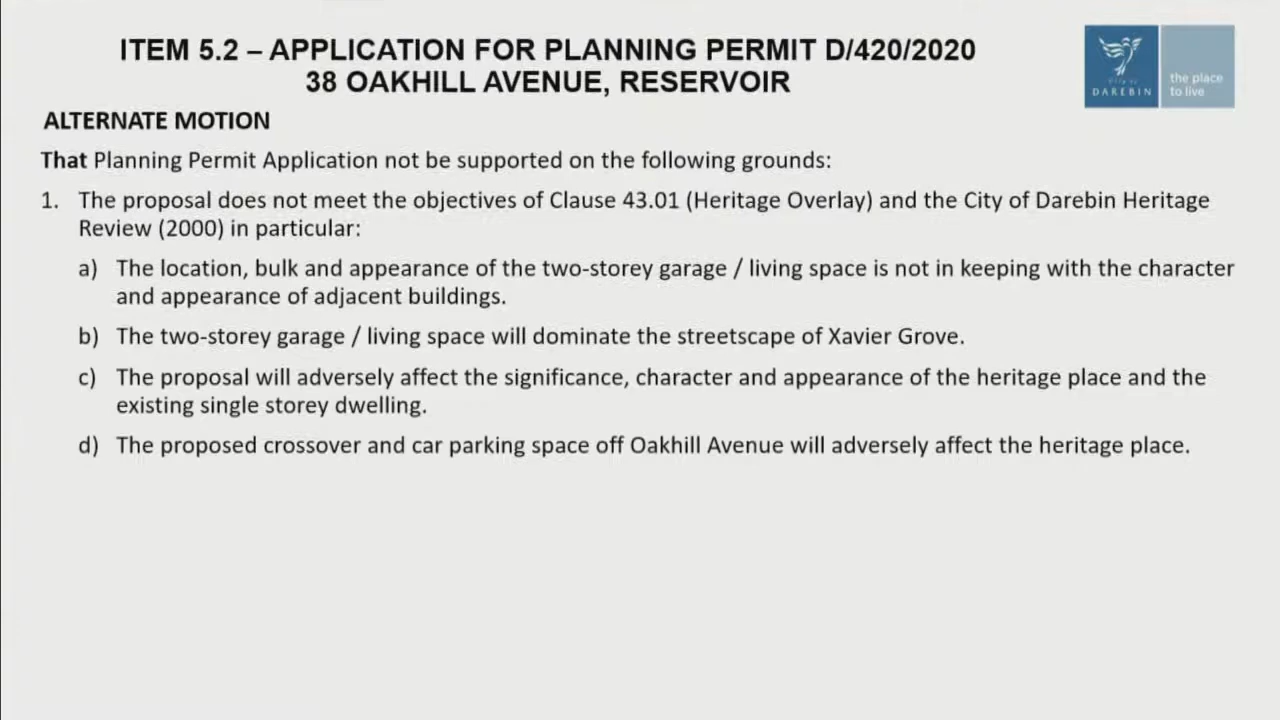 ITEM 5.2 – APPLICATION FOR PLANNING PERMIT D/420/2020
38 OAKHILL AVENUE, RESERVOIR
CITY OF
DAREBIN
the place
to live
ALTERNATE MOTION
That Planning Permit Application not be supported on the following grounds:
1. The proposal does not meet the objectives of Clause 43.01 (Heritage Overlay) and the City of Darebin Heritage
Review (2000) in particular:
a) The location, bulk and appearance of the two-storey garage / living space is not in keeping with the character
and appearance of adjacent buildings.
b) The two-storey garage / living space will dominate the streetscape of Xavier Grove.
c) The proposal will adversely affect the significance, character and appearance of the heritage place and the
existing single storey dwelling.
d) The proposed crossover and car parking space off Oakhill Avenue will adversely affect the heritage place.